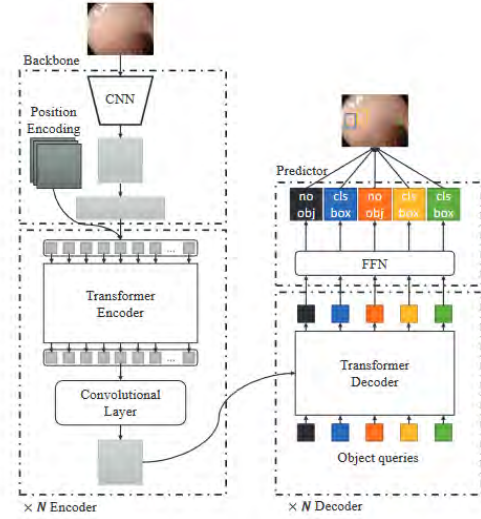 Backbone
CNN
Position
Encoding
Transformer
Encoder
...
...
Convolutional
Layer
× N Encoder
Predictor
no
obj
cls
box
no
obj
cls
box
cls
box
FFN
Transformer
Decoder
Object queries
× N Decoder